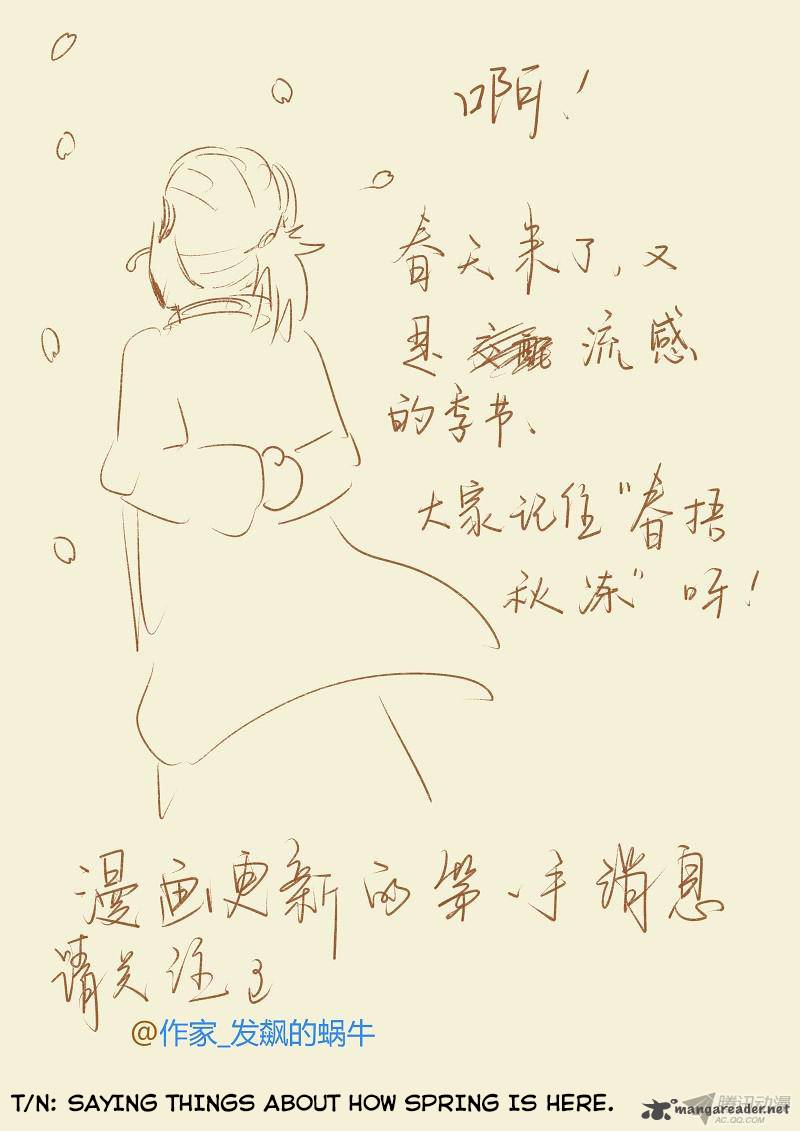 啊！
春天来了，又
是 流感
的季节、
大家记住“春捂
秋冻”呀！
漫画更新的第一手消息
请关注
@作家_发飙的蜗牛
T/N: SAYING THINGS ABOUT HOW SPRING IS HERE.
腾讯动漫
AC.QQ.COM
mangareader.net